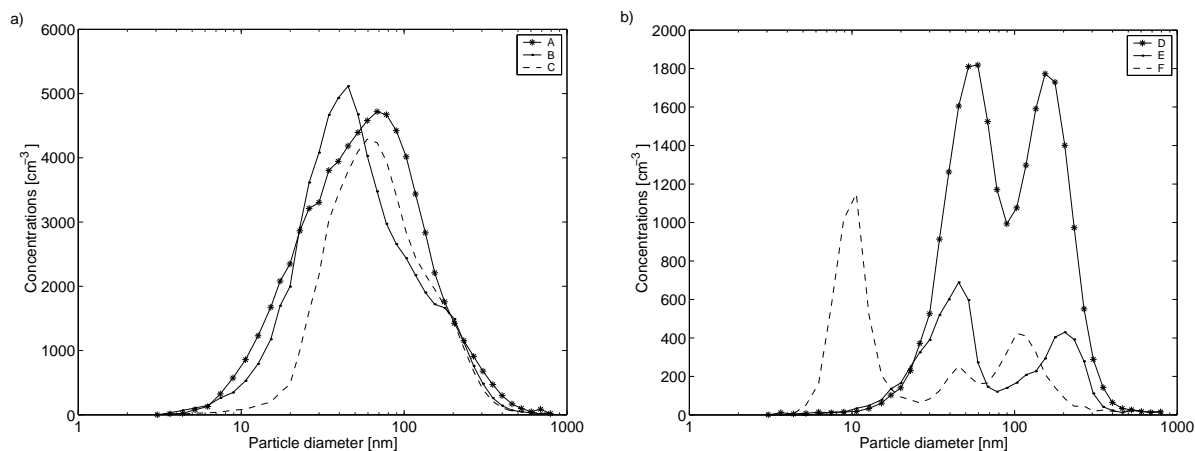 a)
6000
5000
4000
3000
2000
1000
0
Concentrations [cm−3]
1
10
100
1000
Particle diameter [nm]
A
B
C
b)
2000
1800
1600
1400
1200
1000
800
600
400
200
0
Concentrations [cm−3]
1
10
100
1000
Particle diameter [nm]
D
E
F